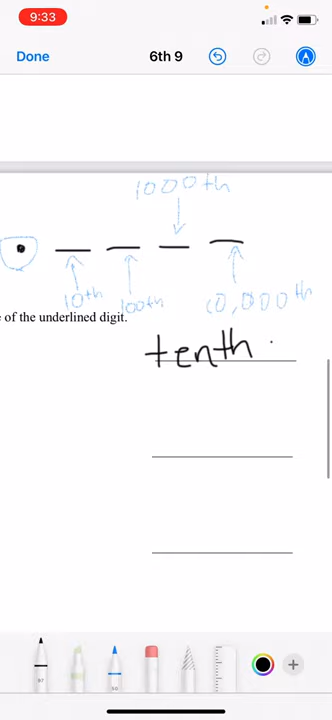 9:33
Done 6th 9
1000th
10th 100th 10,000th
of the underlined digit.
tenth